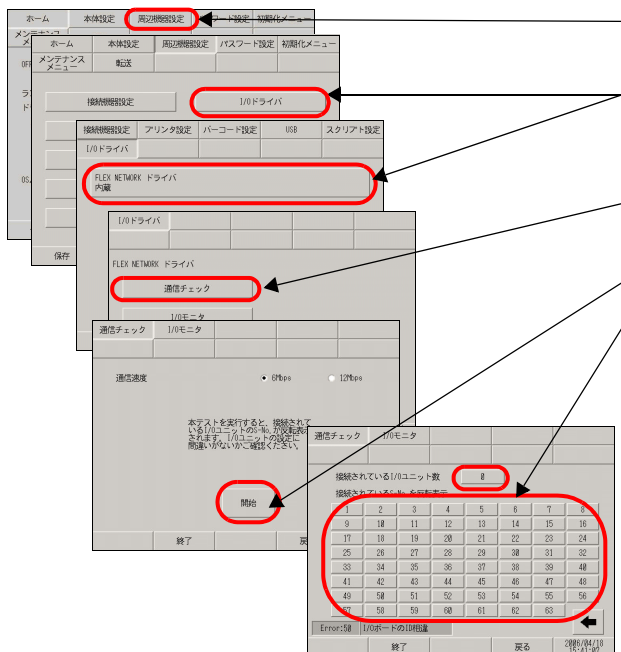 ホーム 本体設定 周辺機器設定 パスワード設定 初期化メニュー
メンテナンス
ホーム 本体設定 周辺機器設定 パスワード設定 初期化メニュー
メンテナンス
メニュー 転送
接続機器設定 I/Oドライバ
接続機器設定 プリンタ設定 バーコード設定 USB スクリプト設定
I/Oドライバ
FLEX NETWORK ドライバ
内蔵
保存
I/Oドライバ
FLEX NETWORK ドライバ
通信チェック
I/Oモニタ
通信チェック I/Oモニタ
通信速度 6Mbps 12Mbps
本テストを実行すると、接続されて
いるI/OユニットのS-No.が反転表示
されます。I/Oユニットの設定に
間違いがないかご確認ください。
開始
終了 戻
通信チェック I/Oモニタ
接続されているI/Oユニット数 0
接続されているS-No.を反転表示
1 2 3 4 5 6 7 8
9 10 11 12 13 14 15 16
17 18 19 20 21 22 23 24
25 26 27 28 29 30 31 32
33 34 35 36 37 38 39 40
41 42 43 44 45 46 47 48
49 50 51 52 53 54 55 56
57 58 59 60 61 62 63
Error:50 I/OボードのID相違
終了 戻る 2006/04/18
15:41:07